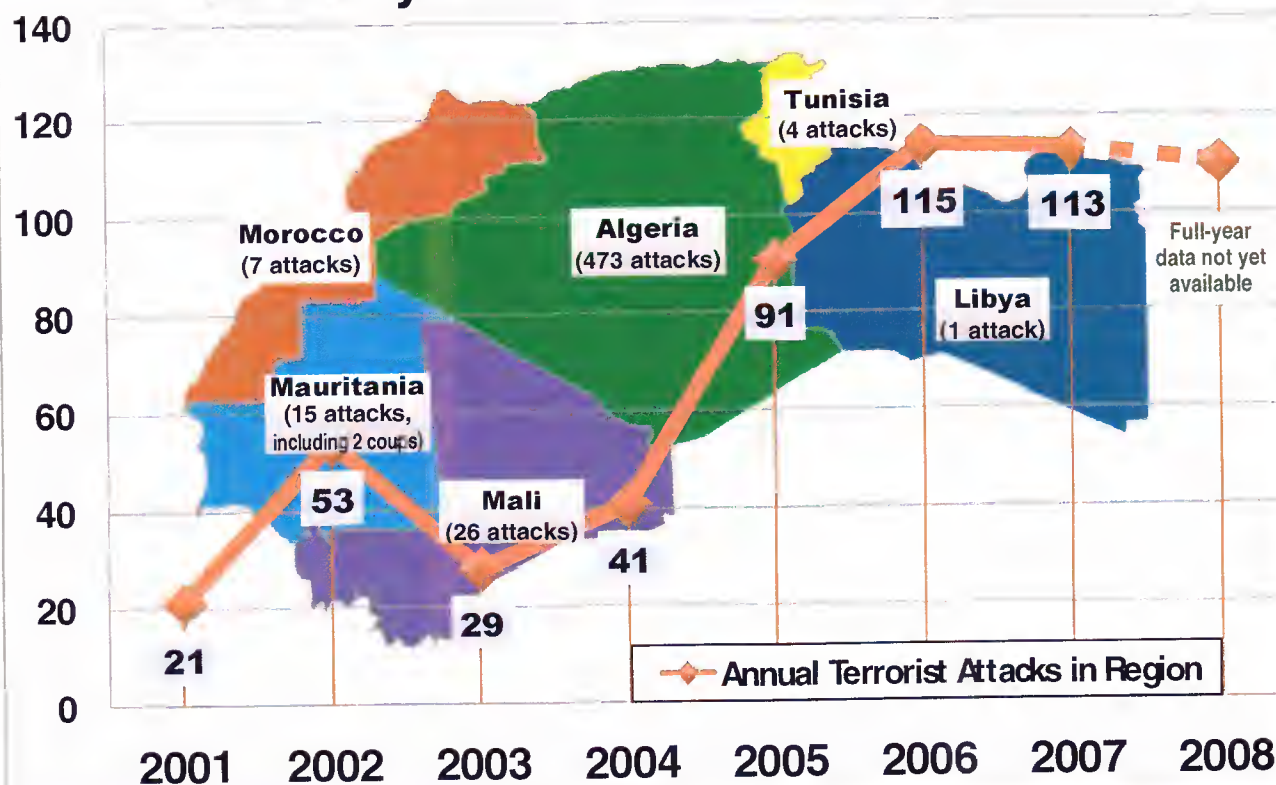 140
120
100
80
60
40
20
0
Tunisia
(4 attacks)
Morocco
(7 attacks)
Algeria
(473 attacks)
Libya
(1 attack)
Mauritania
(15 attacks,
including 2 coups)
Mali
(26 attacks)
21
53
29
41
91
115
113
Full-year
data not yet
available
Annual Terrorist Attacks in Region
2001 2002 2003 2004 2005 2006 2007 2008